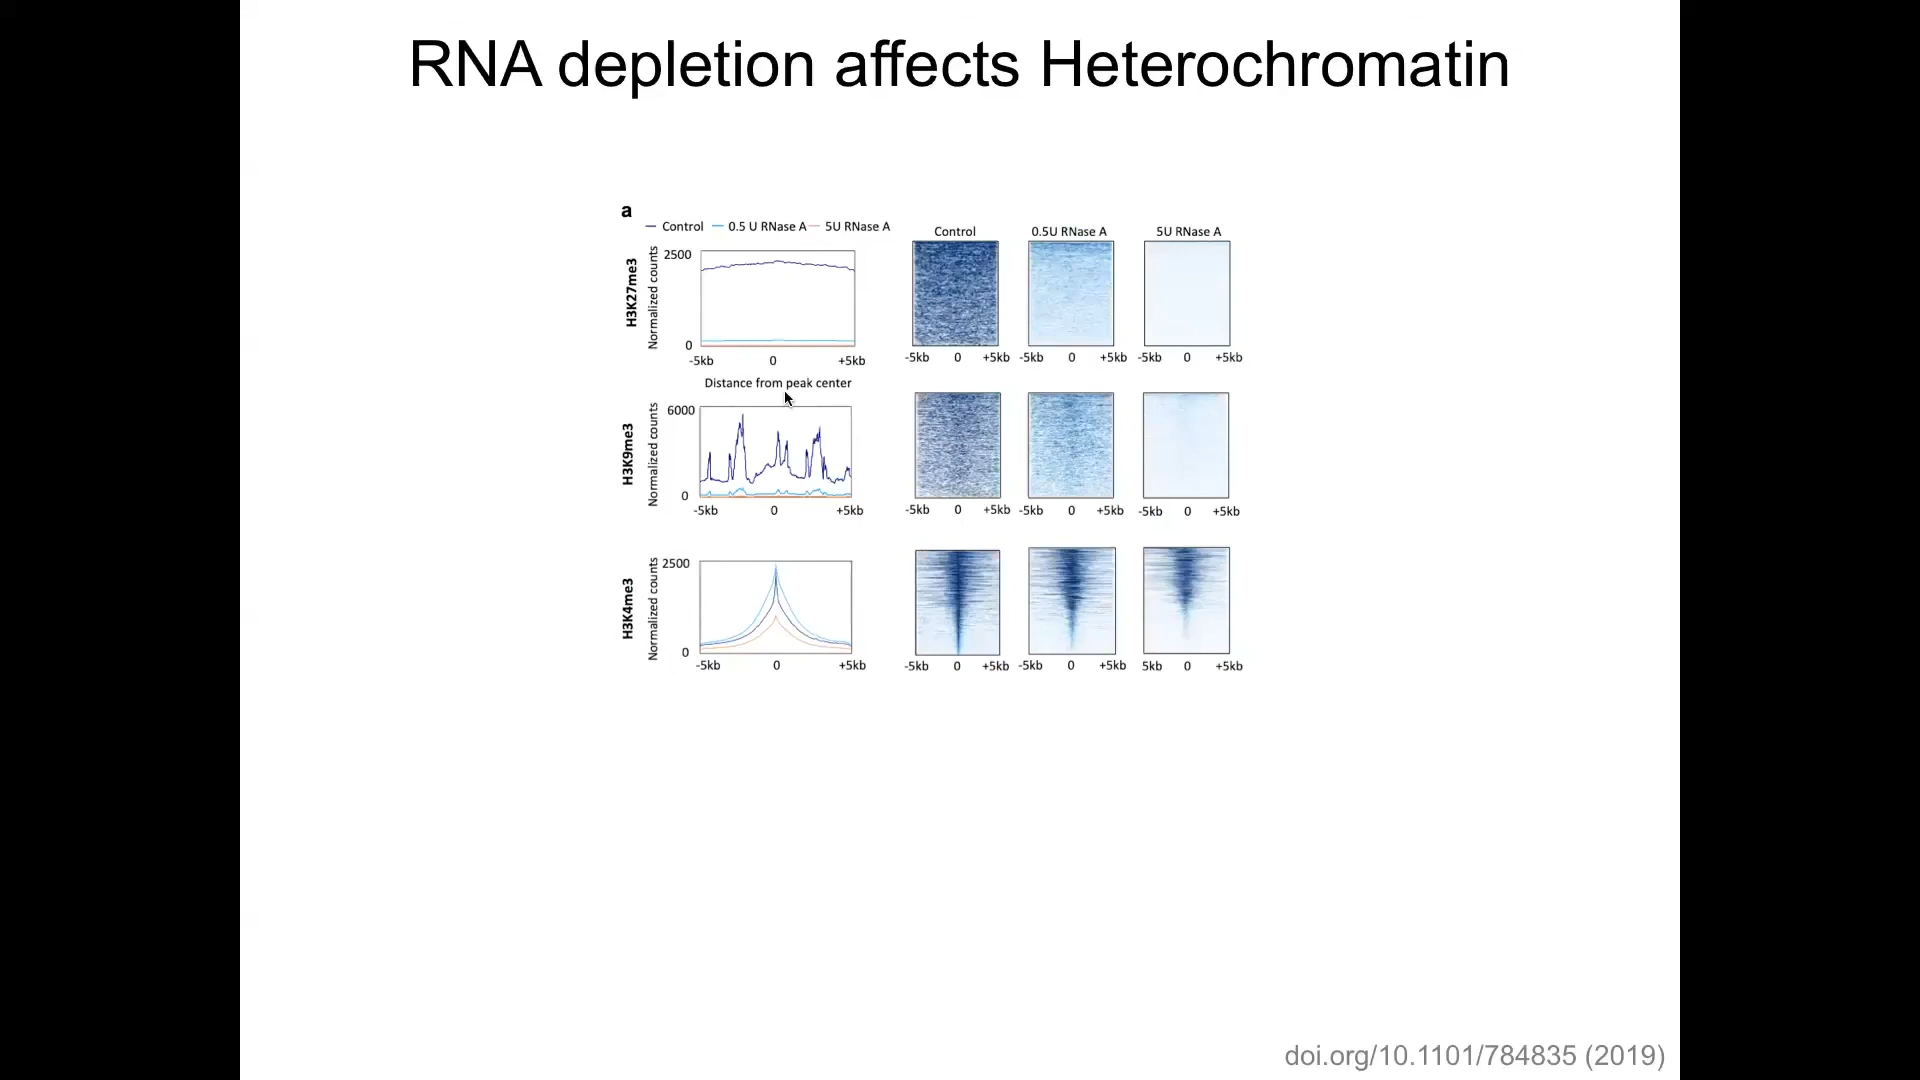 RNA depletion affects Heterochromatin
a
Control 0.5 U RNase A 5U RNase A
Control 0.5U RNase A 5U RNase A
H3K27me3
Normalized counts
2500
0
-5kb 0 +5kb
-5kb 0 +5kb -5kb 0 +5kb -5kb 0 +5kb
Distance from peak center
H3K9me3
Normalized counts
6000
0
-5kb 0 +5kb
-5kb 0 +5kb -5kb 0 +5kb -5kb 0 +5kb
H3K4me3
Normalized counts
2500
0
-5kb 0 +5kb
-5kb 0 +5kb -5kb 0 +5kb 5kb 0 +5kb
doi.org/10.1101/784835 (2019)